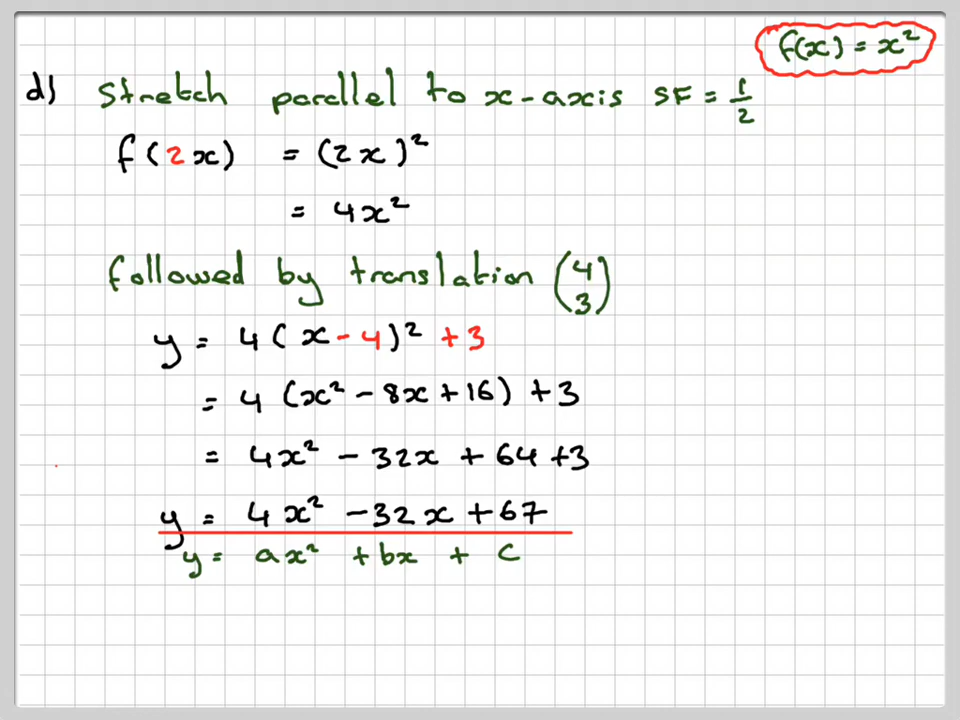 f(x) = x²
d) Stretch parallel to x-axis SF = 1/2
f(2x) = (2x)²
= 4x²
followed by translation (4 3)
y = 4(x - 4)² + 3
= 4(x² - 8x + 16) + 3
= 4x² - 32x + 64 + 3
y = 4x² - 32x + 67
y = ax² + bx + c